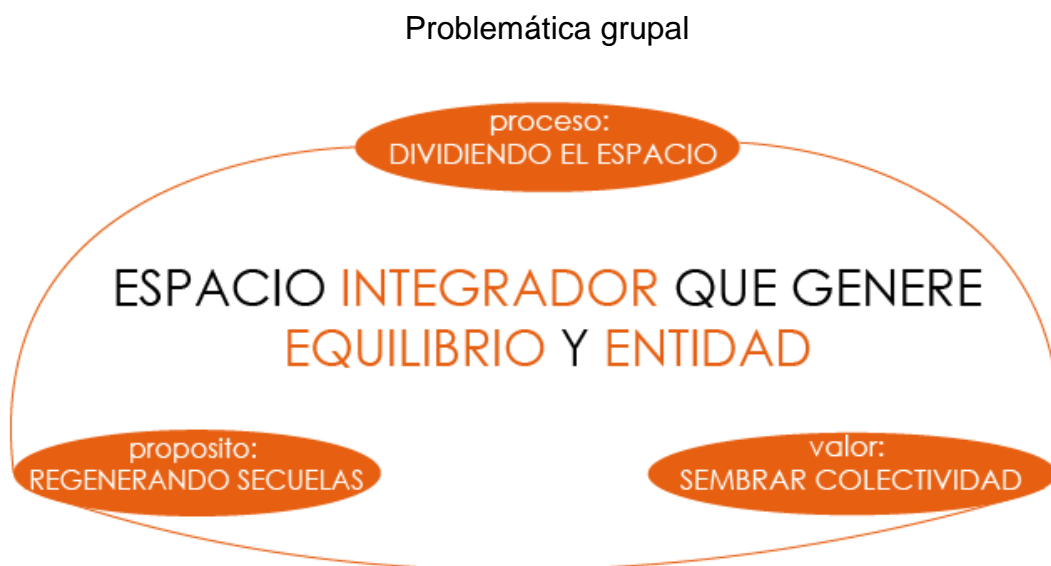 Problemática grupal
proceso:
DIVIDIENDO EL ESPACIO
ESPACIO INTEGRADOR QUE GENERE
EQUILIBRIO Y ENTIDAD
proposito:
REGENERANDO SECUELAS
valor:
SEMBRAR COLECTIVIDAD